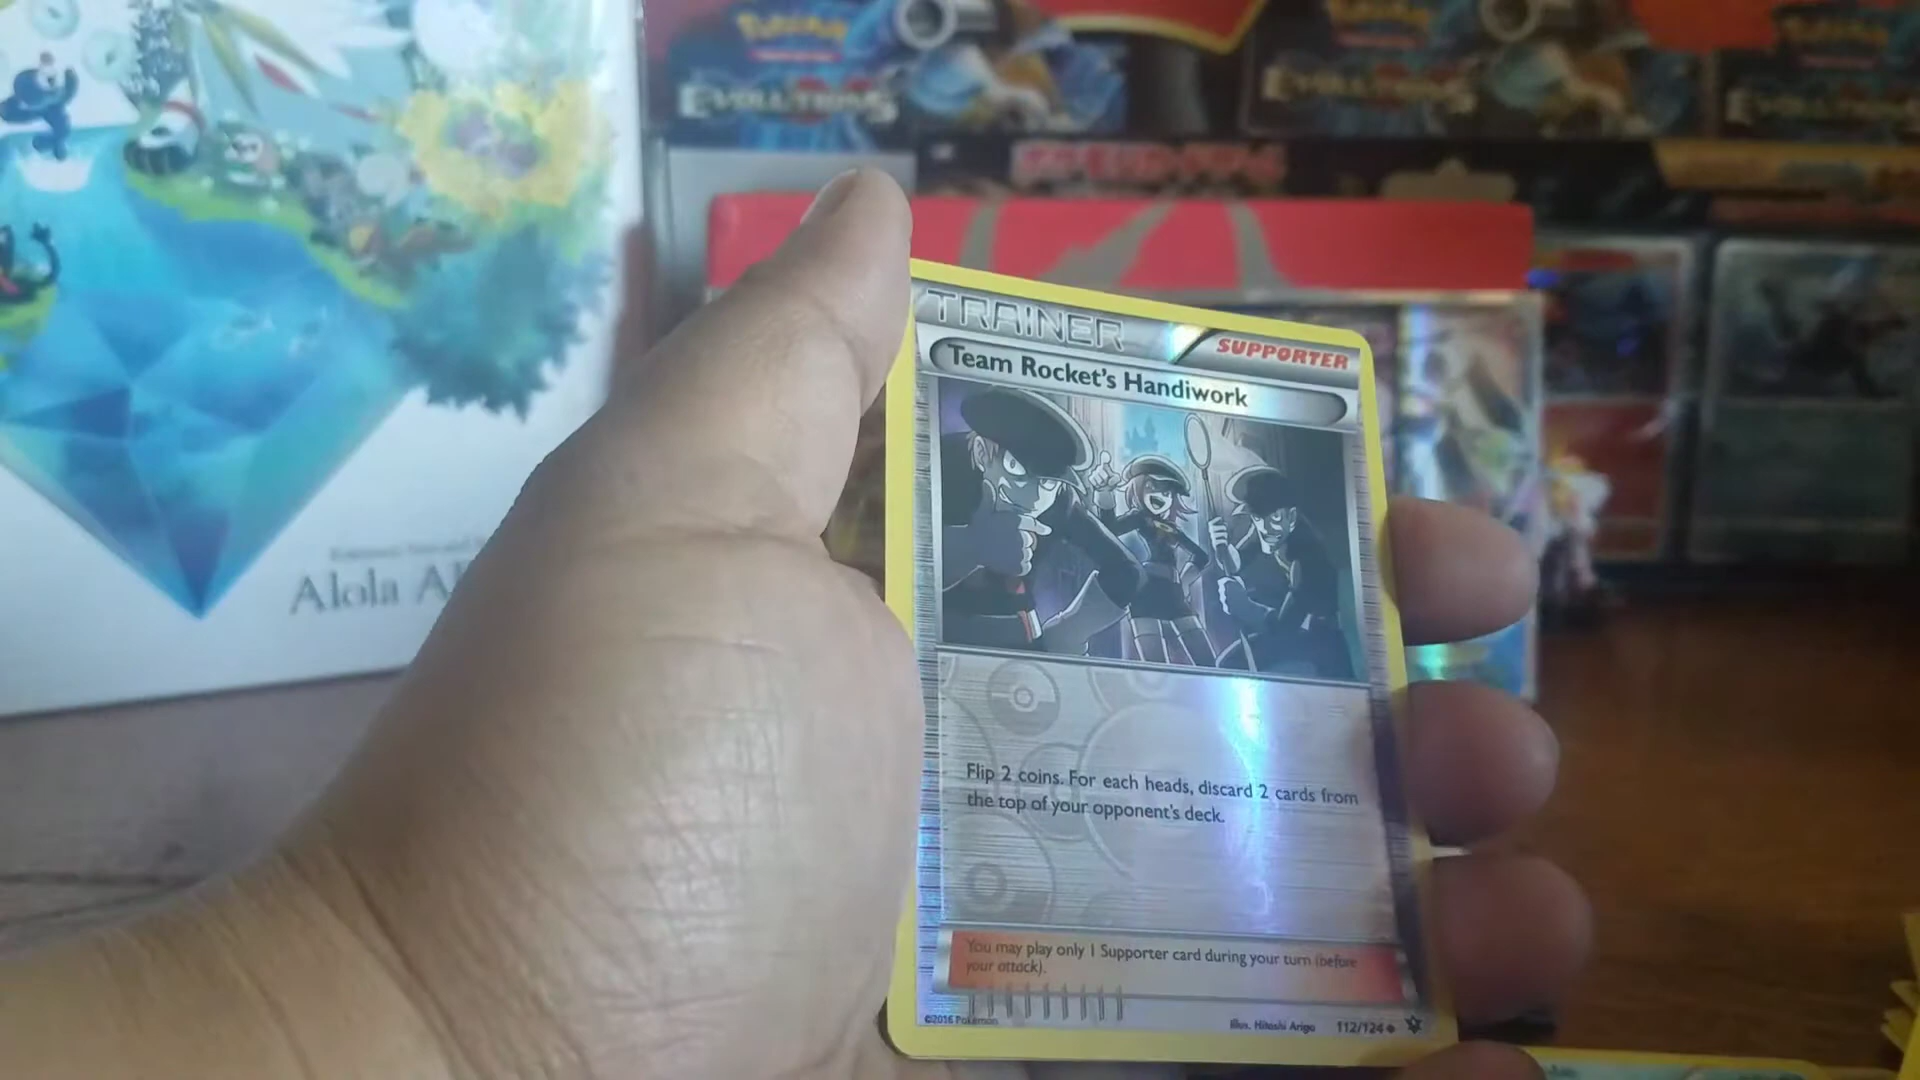 Pokémon
EVOLUTIONS
EVOLUTIONS
EVOLUTIONS
Alola
TRAINER
SUPPORTER
Team Rocket's Handiwork
Flip 2 coins. For each heads, discard 2 cards from
the top of your opponent's deck.
You may play only 1 Supporter card during your turn (before
your attack).
©2016 Pokémon
Illus. Hitoshi Ariga
112/124